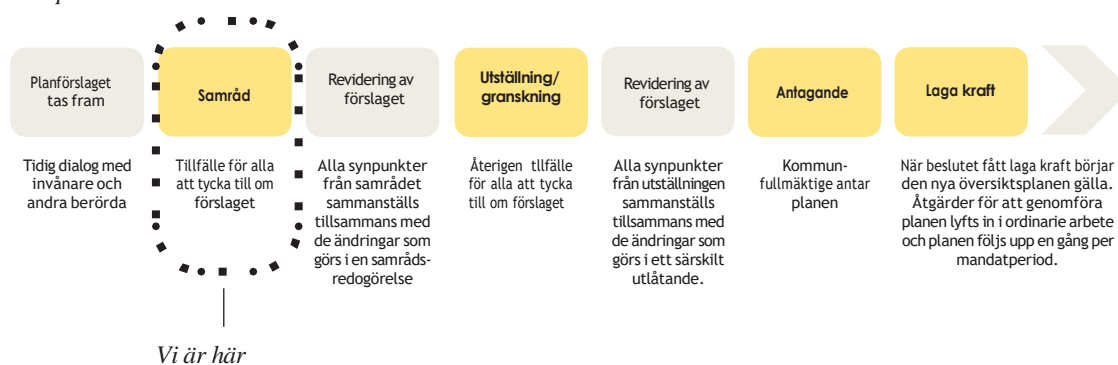 Planförslaget
tas fram
Samråd
Revidering av
förslaget
Utställning/
granskning
Revidering av
förslaget
Antagande
Laga kraft
Tidig dialog med
invånare och
andra berörda
Tillfälle för alla
att tycka till om
förslaget
Alla synpunkter
från samrådet
sammanställs
tillsammans med
de ändringar som
görs i en samråds-
redogörelse
Återigen tllfälle
för alla att tycka
till om förslaget
Alla synpunkter
från utställningen
sammanställs
tillsammans med
de ändringar som
görs i ett särskilt
utlåtande.
Kommun-
fullmäktige antar
planen
När beslutet fått laga kraft börjar
den nya översiktsplanen gälla.
Åtgärder för att genomföra
planen lyfts in i ordinarie arbete
och planen följs upp en gång per
mandatperiod.
Vi är här